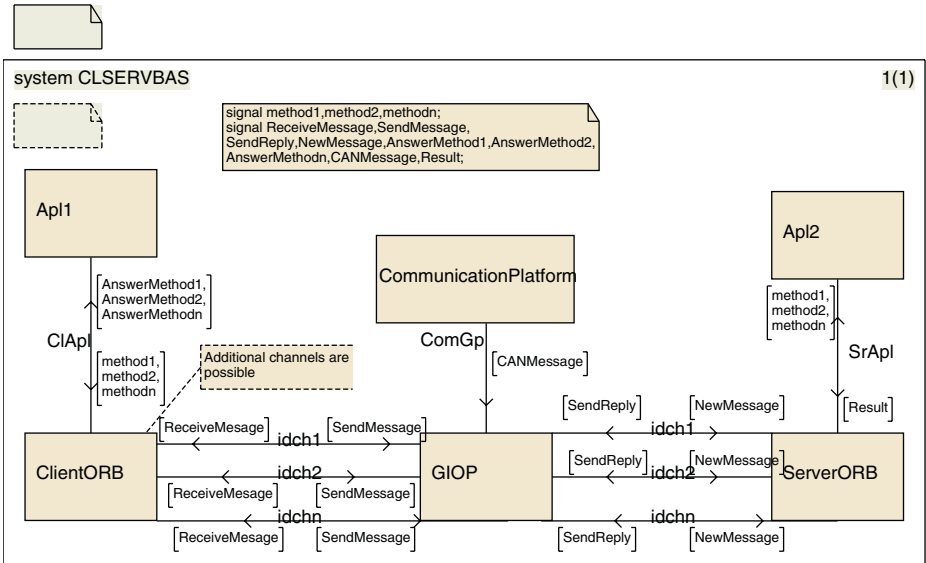 system CLSERVBAS
1(1)
signal method1,method2,methodn;
signal ReceiveMessage,SendMessage,
SendReply,NewMessage,AnswerMethod1,AnswerMethod2,
AnswerMethodn,CANMessage,Result;
Apl1
Apl2
CommunicationPlatform
AnswerMethod1,
AnswerMethod2,
AnswerMethodn
method1,
method2,
methodn
ClApl
ComGp
SrApl
method1,
method2,
methodn
Additional channels are
possible
CANMessage
Result
ReceiveMesage
SendMessage
SendReply
NewMessage
idch1
idch1
ClientORB
idch2
GIOP
SendReply
idch2
NewMessage
ServerORB
ReceiveMesage
SendMessage
idchn
idchn
ReceiveMesage
SendMessage
SendReply
NewMessage